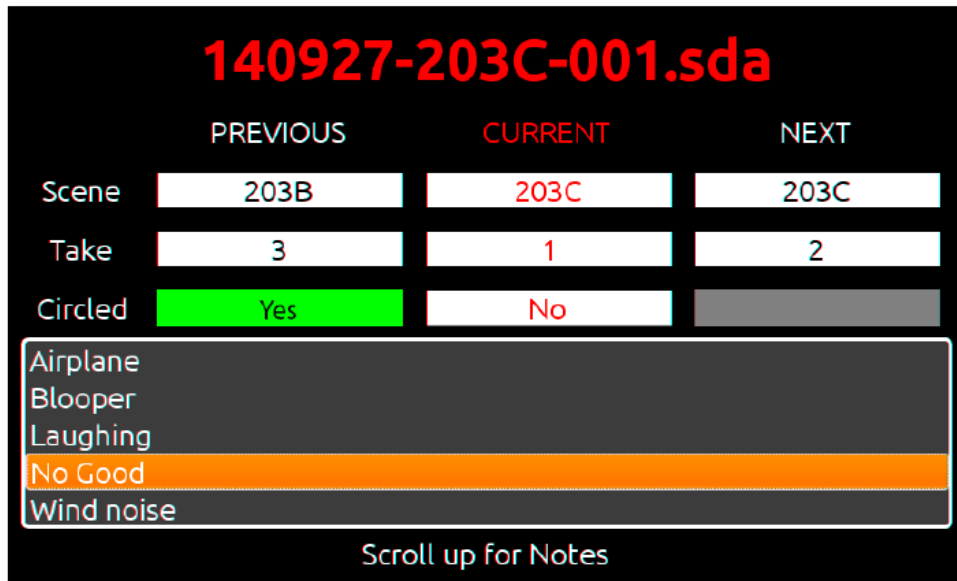 140927-203C-001.sda
PREVIOUS CURRENT NEXT
Scene 203B 203C 203C
Take 3 1 2
Circled Yes No
Airplane
Blooper
Laughing
No Good
Wind noise
Scroll up for Notes